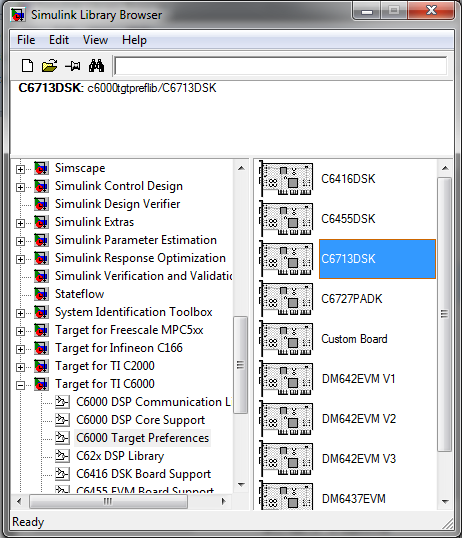 Simulink Library Browser
File Edit View Help
C6713DSK: c6000tgtpreflib/C6713DSK
Simscape
Simulink Control Design
Simulink Design Verifier
Simulink Extras
Simulink Parameter Estimation
Simulink Response Optimization
Simulink Verification and Validatio
Stateflow
System Identification Toolbox
Target for Freescale MPC5xx
Target for Infineon C166
Target for TI C2000
Target for TI C6000
C6000 DSP Communication L
C6000 DSP Core Support
C6000 Target Preferences
C62x DSP Library
C6416 DSK Board Support
C6455 EVM Board Support
C6416DSK
C6455DSK
C6713DSK
C6727PADK
Custom Board
DM642EVM V1
DM642EVM V2
DM642EVM V3
DM6437EVM
Ready